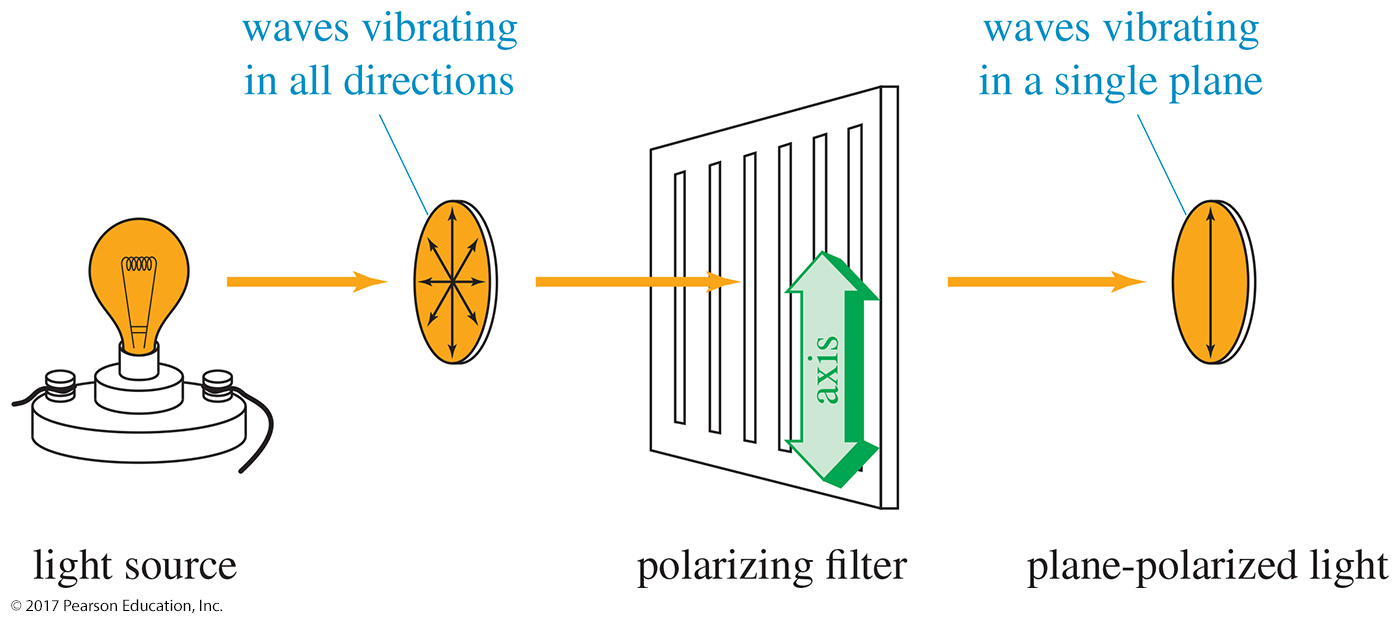 waves vibrating
in all directions
waves vibrating
in a single plane
axis
light source
polarizing filter
plane-polarized light
© 2017 Pearson Education, Inc.